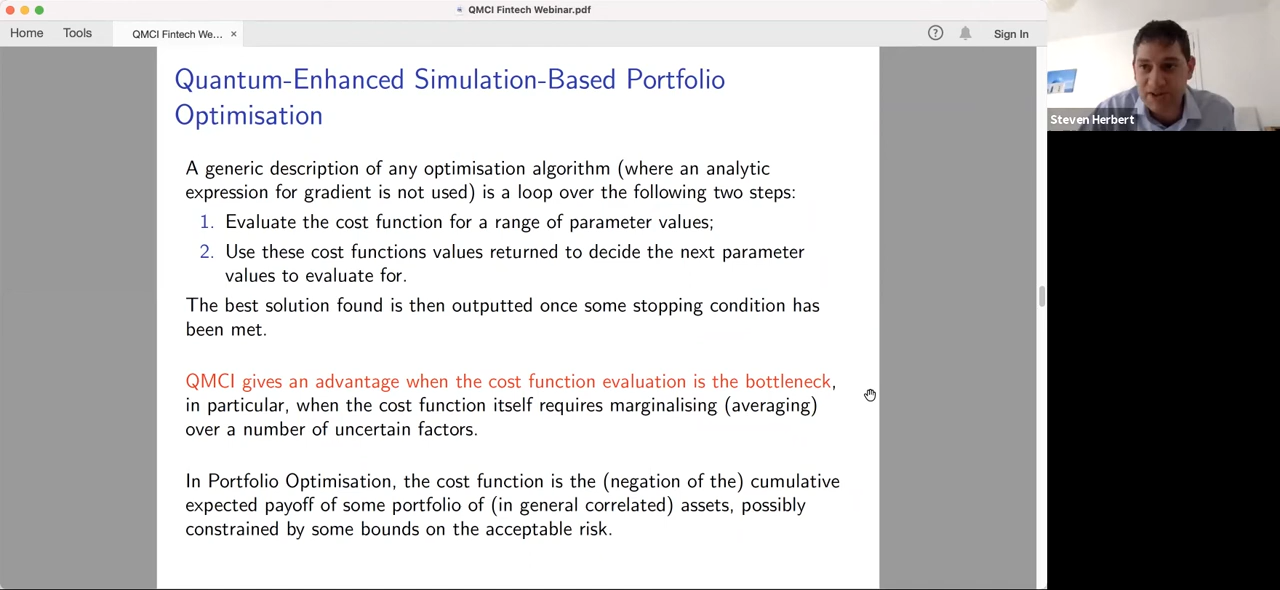 QMCI Fintech Webinar.pdf
Home Tools QMCI Fintech We... × ? Sign In
Steven Herbert
Quantum-Enhanced Simulation-Based Portfolio
Optimisation
A generic description of any optimisation algorithm (where an analytic
expression for gradient is not used) is a loop over the following two steps:
1. Evaluate the cost function for a range of parameter values;
2. Use these cost functions values returned to decide the next parameter
values to evaluate for.
The best solution found is then outputted once some stopping condition has
been met.
QMCI gives an advantage when the cost function evaluation is the bottleneck,
in particular, when the cost function itself requires marginalising (averaging)
over a number of uncertain factors.
In Portfolio Optimisation, the cost function is the (negation of the) cumulative
expected payoff of some portfolio of (in general correlated) assets, possibly
constrained by some bounds on the acceptable risk.